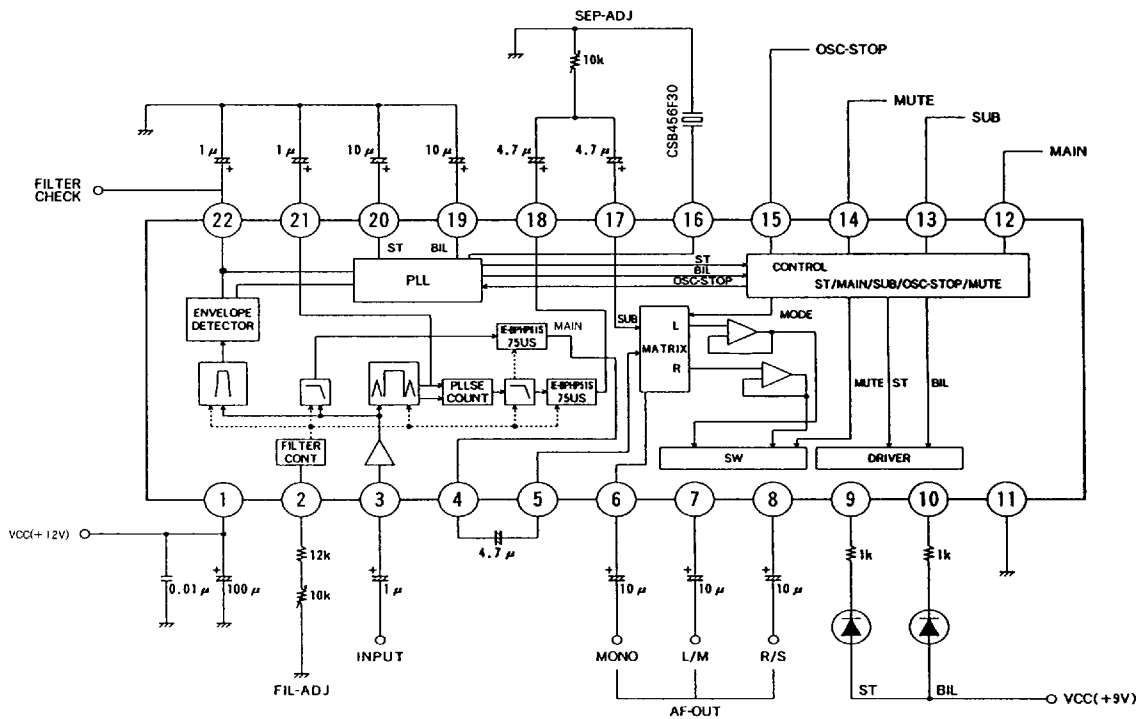 SEP-ADJ
10k
CSB456F30
OSC-STOP
MUTE
SUB
MAIN
1μ
+
1μ
+
10μ
+
10μ
+
4.7μ
+
4.7μ
+
FILTER
CHECK
22
21
20
19
18
17
16
15
14
13
12
ST
BIL
PLL
ST
BIL
OSC-STOP
CONTROL
ST/MAIN/SUB/OSC-STOP/MUTE
ENVELOPE
DETECTOR
SUB
L
MATRIX
R
MODE
75US
MAIN
PLLSE
COUNT
75US
MUTE
ST
BIL
FILTER
CONT
SW
DRIVER
1
2
3
4
5
6
7
8
9
10
11
VCC(+12V)
0.01μ
+
100μ
12k
10k
FIL-ADJ
+
1μ
INPUT
4.7μ
+
10μ
MONO
+
10μ
L/M
+
10μ
R/S
AF-OUT
1k
1k
ST
BIL
VCC(+9V)